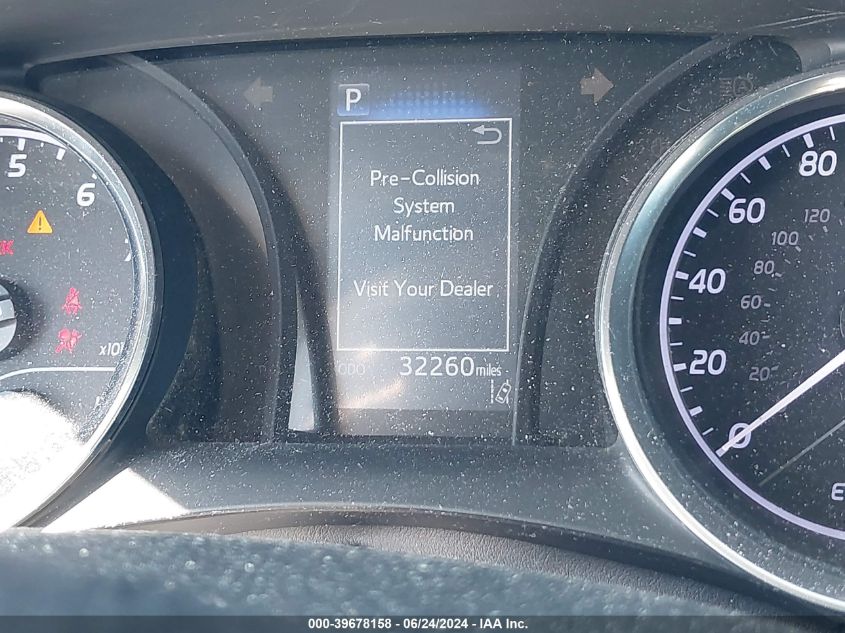 P
Pre-Collision
System
Malfunction
Visit Your Dealer
ODO 32260 miles
5
6
80
60
40
20
0
120
100
80
60
40
20
E
000-39678158 - 06/24/2024 - IAA Inc.